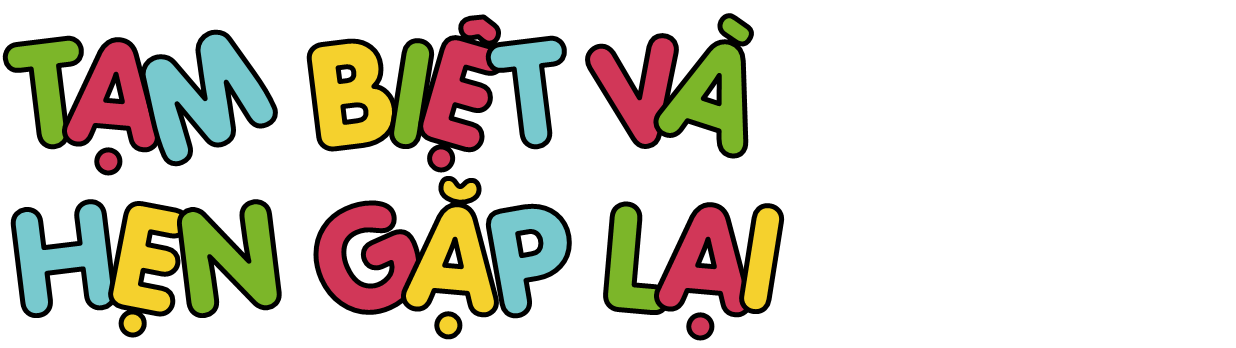 TẠM BIỆT VÀ
HẸN GẶP LẠI